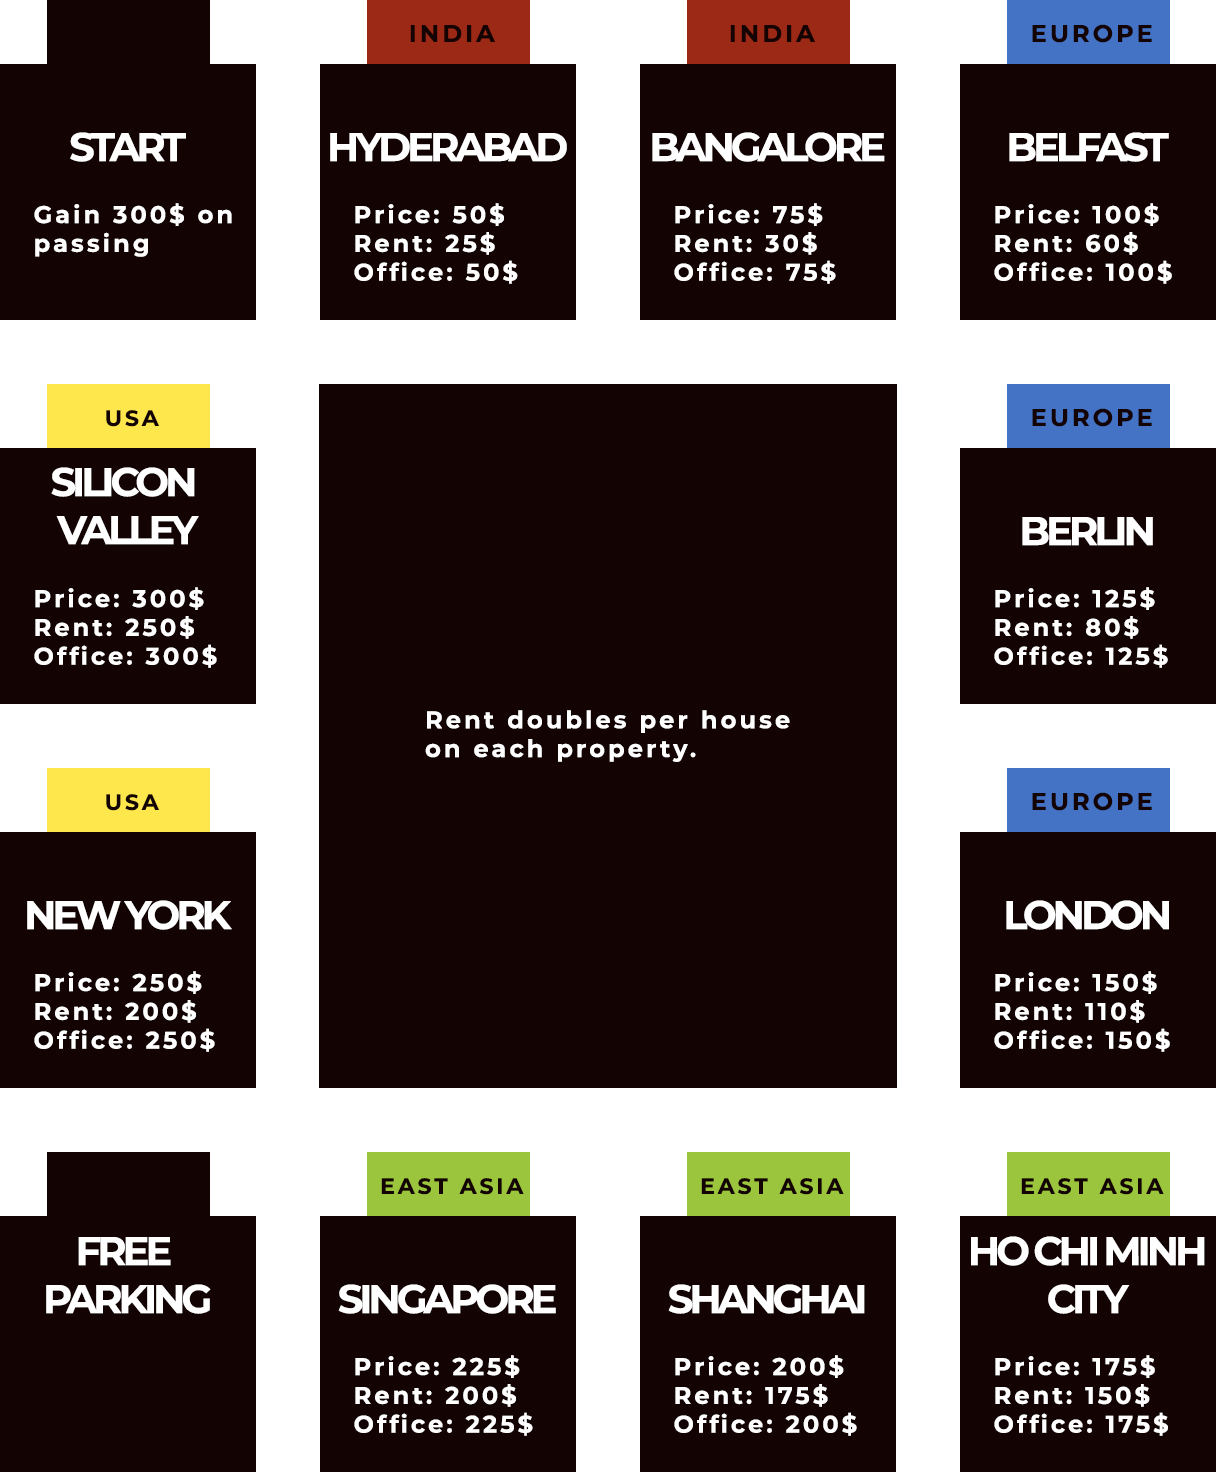 START
Gain 300$ on
passing
INDIA
HYDERABAD
Price: 50$
Rent: 25$
Office: 50$
INDIA
BANGALORE
Price: 75$
Rent: 30$
Office: 75$
EUROPE
BELFAST
Price: 100$
Rent: 60$
Office: 100$
USA
SILICON
VALLEY
Price: 300$
Rent: 250$
Office: 300$
Rent doubles per house
on each property.
EUROPE
BERLIN
Price: 125$
Rent: 80$
Office: 125$
USA
NEW YORK
Price: 250$
Rent: 200$
Office: 250$
EUROPE
LONDON
Price: 150$
Rent: 110$
Office: 150$
FREE
PARKING
EAST ASIA
SINGAPORE
Price: 225$
Rent: 200$
Office: 225$
EAST ASIA
SHANGHAI
Price: 200$
Rent: 175$
Office: 200$
EAST ASIA
HO CHI MINH
CITY
Price: 175$
Rent: 150$
Office: 175$